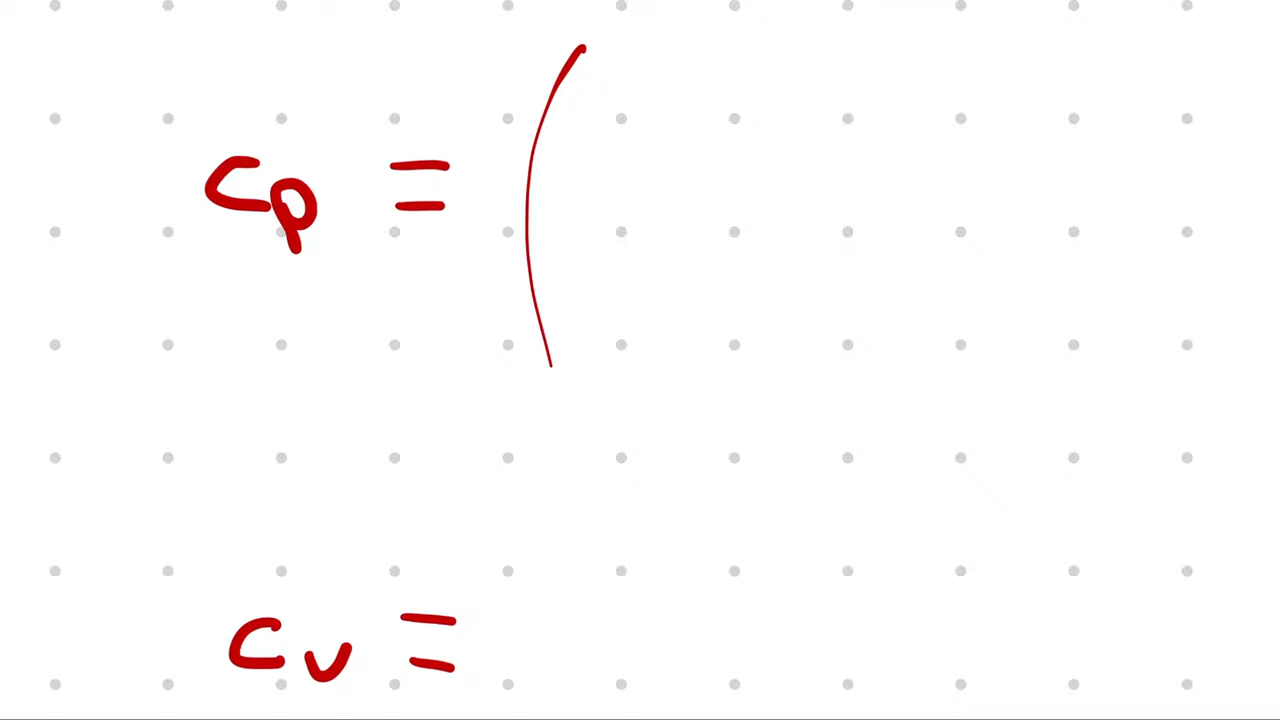 cp = (
cv =